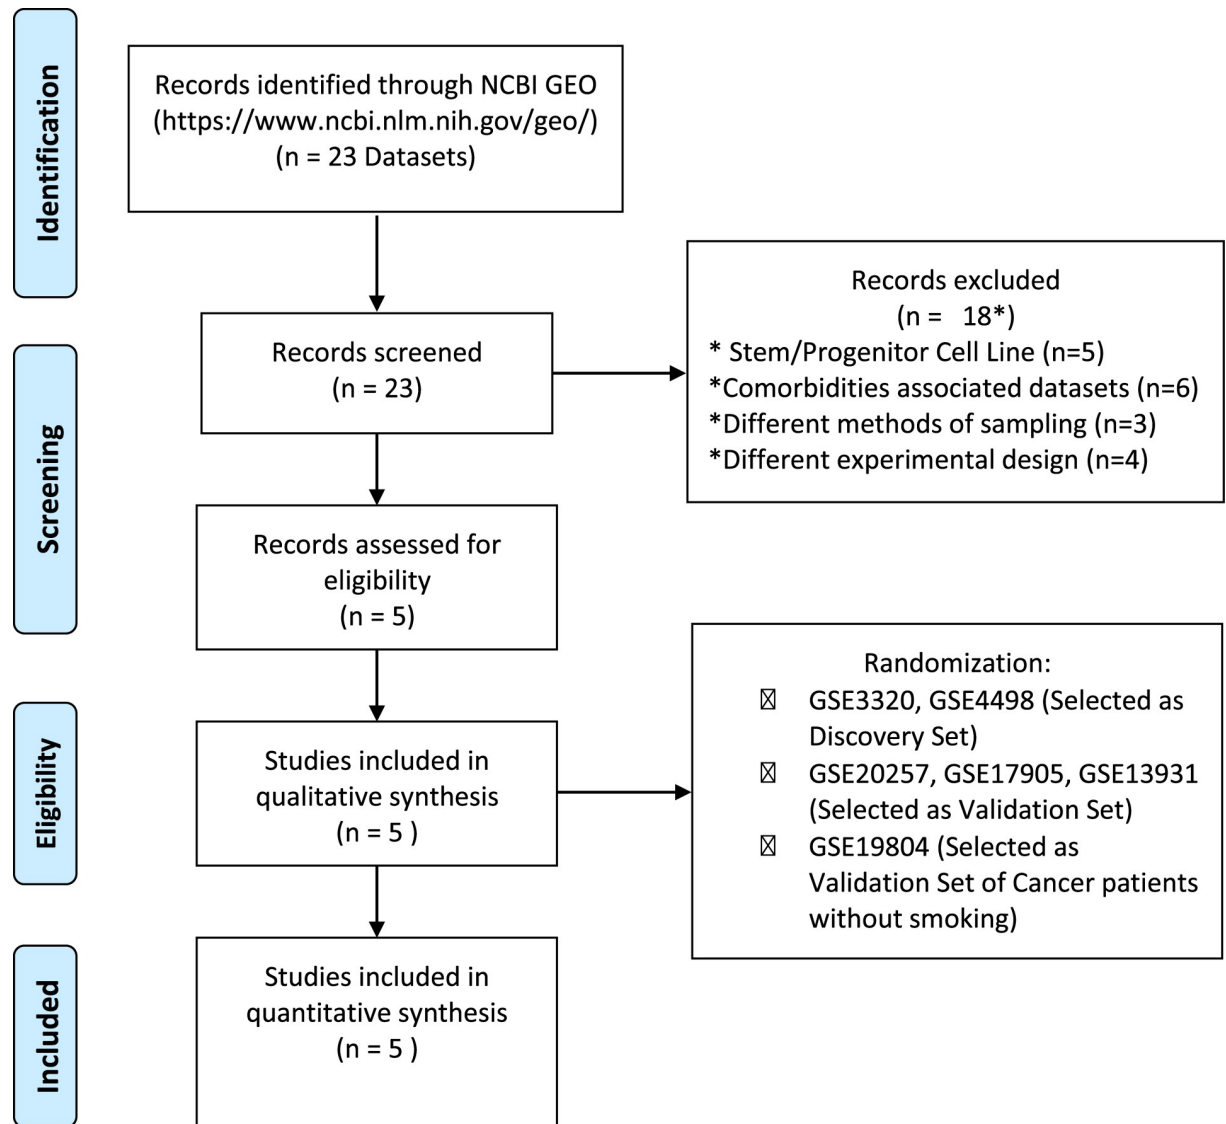 Identification
Records identified through NCBI GEO
(https://www.ncbi.nlm.nih.gov/geo/)
(n = 23 Datasets)
Records excluded
(n =   18*)
* Stem/Progenitor Cell Line (n=5)
*Comorbidities associated datasets (n=6)
*Different methods of sampling (n=3)
*Different experimental design (n=4)
Screening
Records screened
(n = 23)
Records assessed for
eligibility
(n = 5)
Eligibility
Studies included in
qualitative synthesis
(n = 5 )
Randomization:
GSE3320, GSE4498 (Selected as
Discovery Set)
GSE20257, GSE17905, GSE13931
(Selected as Validation Set)
GSE19804 (Selected as
Validation Set of Cancer patients
without smoking)
Included
Studies included in
quantitative synthesis
(n = 5 )